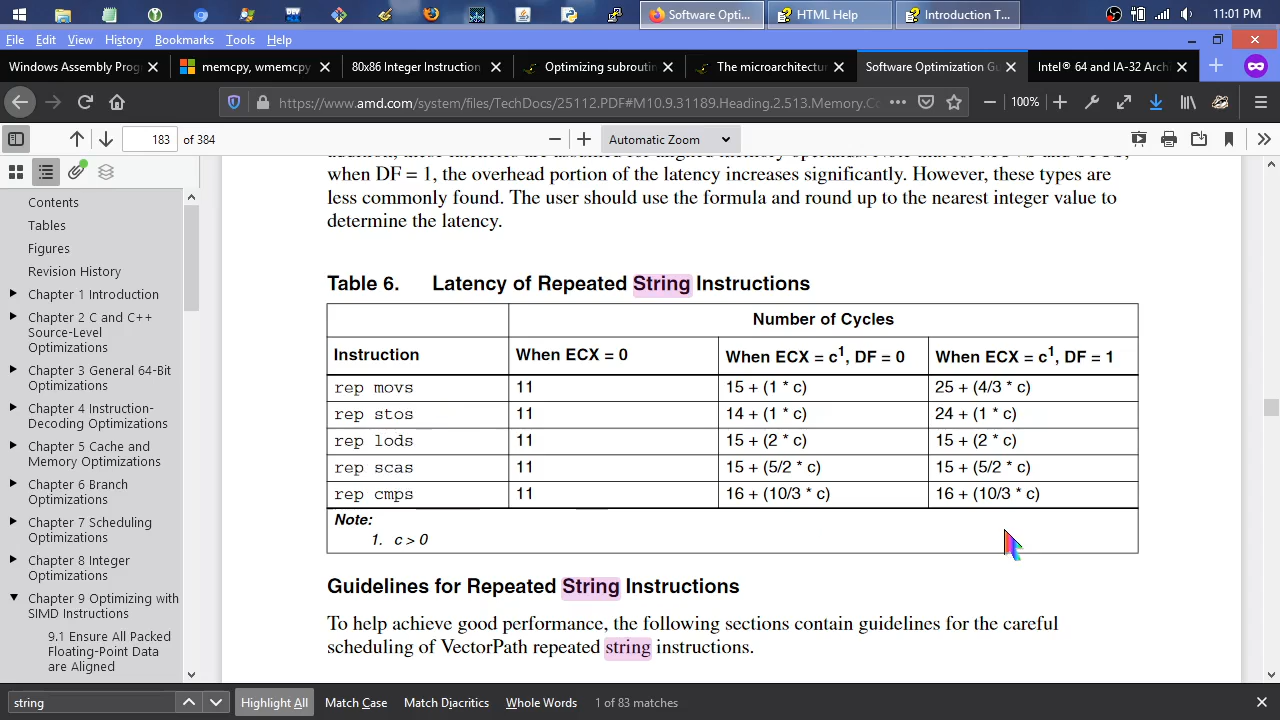 Software Opti...
HTML Help
Introduction T...
11:01 PM
File Edit View History Bookmarks Tools Help
Windows Assembly Prog
memcpy, wmemcpy
80x86 Integer Instruction
Optimizing subroutin
The microarchitectur
Software Optimization Gu
Intel® 64 and IA-32 Arch
https://www.amd.com/system/files/TechDocs/25112.PDF#M10.9.31189.Heading.2.513.Memory.Co
100%
183 of 384
Automatic Zoom
Contents
Tables
Figures
Revision History
Chapter 1 Introduction
Chapter 2 C and C++
Source-Level
Optimizations
Chapter 3 General 64-Bit
Optimizations
Chapter 4 Instruction-
Decoding Optimizations
Chapter 5 Cache and
Memory Optimizations
Chapter 6 Branch
Optimizations
Chapter 7 Scheduling
Optimizations
Chapter 8 Integer
Optimizations
Chapter 9 Optimizing with
SIMD Instructions
9.1 Ensure All Packed
Floating-Point Data
are Aligned
when DF = 1, the overhead portion of the latency increases significantly. However, these types are
less commonly found. The user should use the formula and round up to the nearest integer value to
determine the latency.
Table 6. Latency of Repeated String Instructions
Number of Cycles
Instruction When ECX = 0 When ECX = c1, DF = 0 When ECX = c1, DF = 1
rep movs 11 15 + (1 * c) 25 + (4/3 * c)
rep stos 11 14 + (1 * c) 24 + (1 * c)
rep lods 11 15 + (2 * c) 15 + (2 * c)
rep scas 11 15 + (5/2 * c) 15 + (5/2 * c)
rep cmps 11 16 + (10/3 * c) 16 + (10/3 * c)
Note:
1. c > 0
Guidelines for Repeated String Instructions
To help achieve good performance, the following sections contain guidelines for the careful
scheduling of VectorPath repeated string instructions.
string
Highlight All Match Case Match Diacritics Whole Words 1 of 83 matches